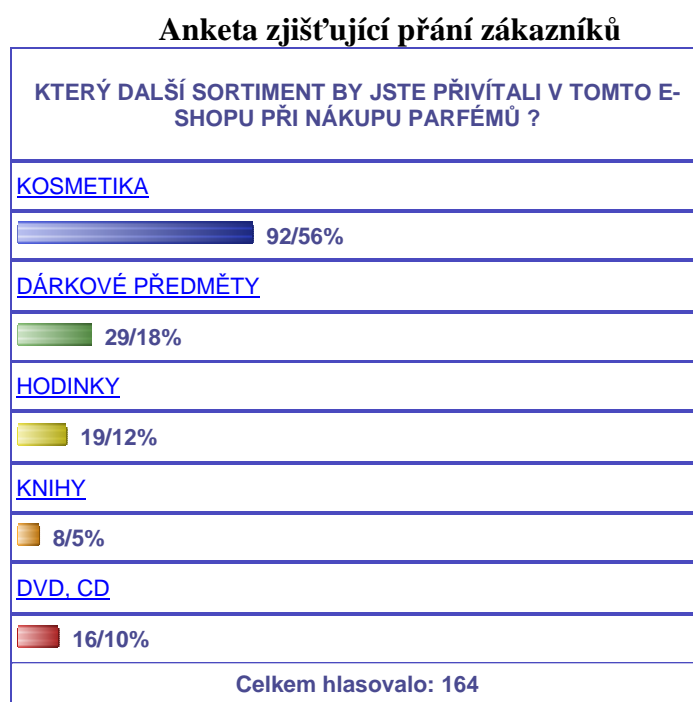 Anketa zjišťující přání zákazníků
KTERÝ DALŠÍ SORTIMENT BY JSTE PŘIVÍTALI V TOMTO E-
SHOPU PŘI NÁKUPU PARFÉMŮ ?
KOSMETIKA
92/56%
DÁRKOVÉ PŘEDMĚTY
29/18%
HODINKY
19/12%
KNIHY
8/5%
DVD, CD
16/10%
Celkem hlasovalo: 164